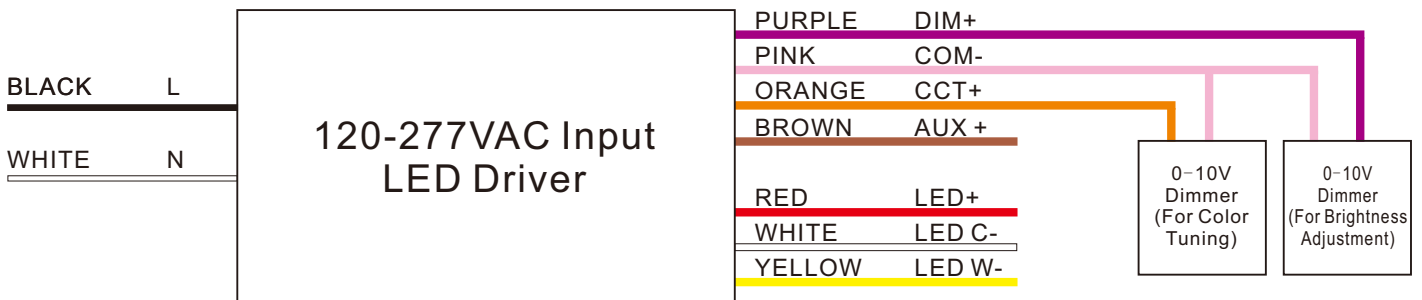 BLACK L
WHITE N
120-277VAC Input
LED Driver
PURPLE DIM+
PINK COM-
ORANGE CCT+
BROWN AUX +
RED LED+
WHITE LED C-
YELLOW LED W-
0-10V
Dimmer
(For Color
Tuning)
0-10V
Dimmer
(For Brightness
Adjustment)